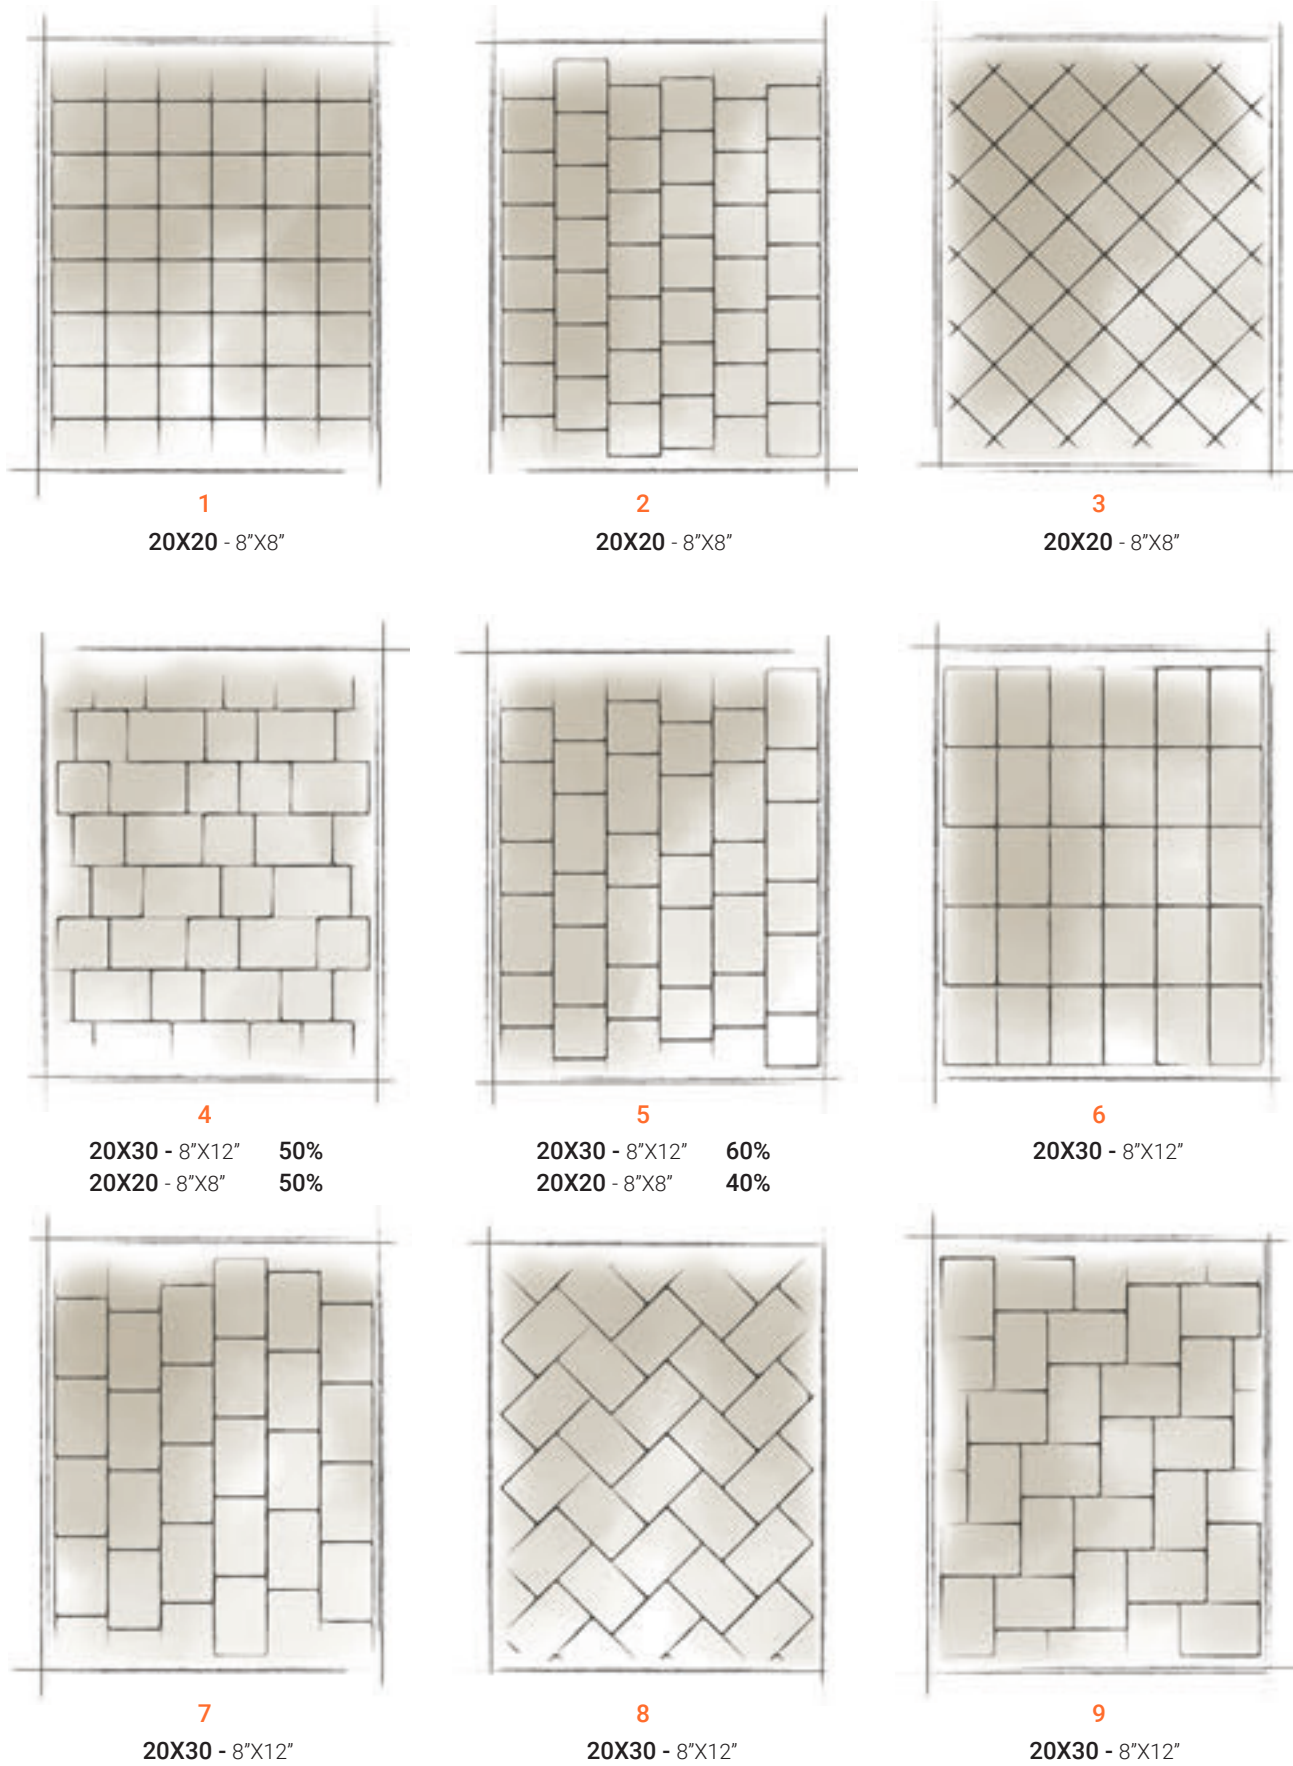 1
20X20 - 8”X8”
2
20X20 - 8”X8”
3
20X20 - 8”X8”
4
20X30 - 8”X12” 50%
20X20 - 8”X8” 50%
5
20X30 - 8”X12” 60%
20X20 - 8”X8” 40%
6
20X30 - 8”X12”
7
20X30 - 8”X12”
8
20X30 - 8”X12”
9
20X30 - 8”X12”